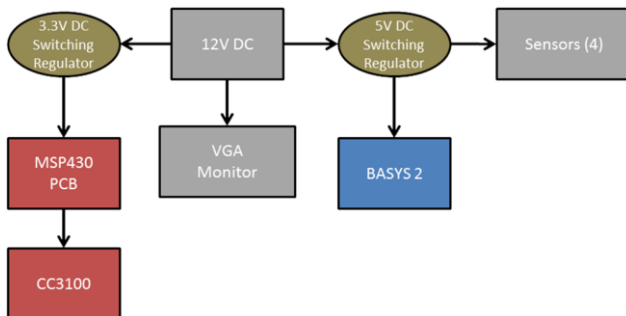 3.3V DC
Switching
Regulator
12V DC
5V DC
Switching
Regulator
Sensors (4)
MSP430
PCB
VGA
Monitor
BASYS 2
CC3100